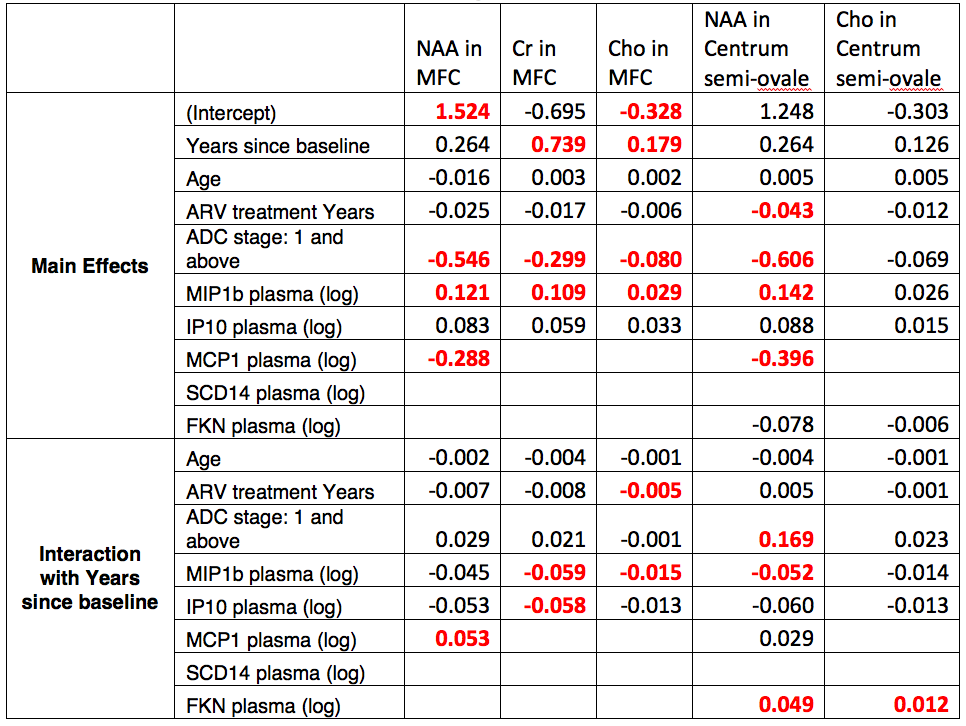 NAA in MFC	Cr in MFC	Cho in MFC	NAA in Centrum semi-ovale	Cho in Centrum semi-ovale
Main Effects
(Intercept)	1.524	-0.695	-0.328	1.248	-0.303
Years since baseline	0.264	0.739	0.179	0.264	0.126
Age	-0.016	0.003	0.002	0.005	0.005
ARV treatment Years	-0.025	-0.017	-0.006	-0.043	-0.012
ADC stage: 1 and above	-0.546	-0.299	-0.080	-0.606	-0.069
MIP1b plasma (log)	0.121	0.109	0.029	0.142	0.026
IP10 plasma (log)	0.083	0.059	0.033	0.088	0.015
MCP1 plasma (log)	-0.288	-0.396
SCD14 plasma (log)
FKN plasma (log)	-0.078	-0.006
Interaction with Years since baseline
Age	-0.002	-0.004	-0.001	-0.004	-0.001
ARV treatment Years	-0.007	-0.008	-0.005	0.005	-0.001
ADC stage: 1 and above	0.029	0.021	-0.001	0.169	0.023
MIP1b plasma (log)	-0.045	-0.059	-0.015	-0.052	-0.014
IP10 plasma (log)	-0.053	-0.058	-0.013	-0.060	-0.013
MCP1 plasma (log)	0.053	0.029
SCD14 plasma (log)
FKN plasma (log)	0.049	0.012